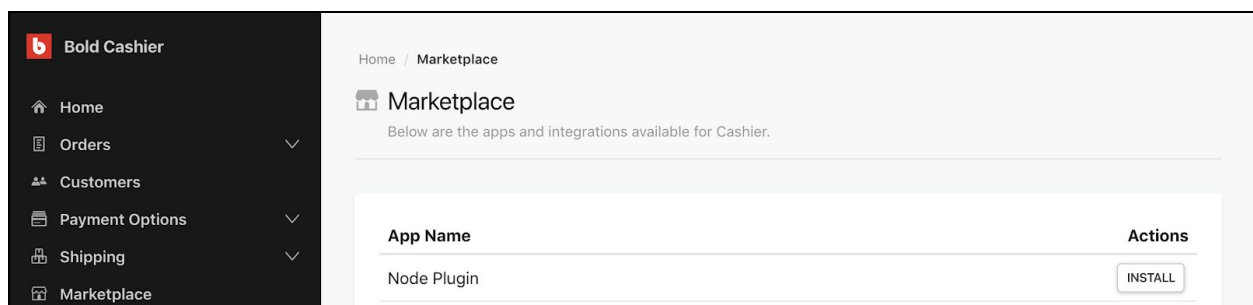 b Bold Cashier
Home
Orders
Customers
Payment Options
Shipping
Marketplace
Home / Marketplace
Marketplace
Below are the apps and integrations available for Cashier.
App Name Actions
Node Plugin INSTALL